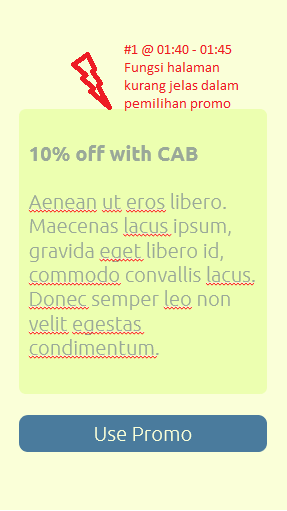 #1 @ 01:40 - 01:45
Fungsi halaman
kurang jelas dalam
pemilihan promo
10% off with CAB
Aenean ut eros libero.
Maecenas lacus ipsum,
gravida eget libero id,
commodo convallis lacus.
Donec semper leo non
velit egestas
condimentum.
Use Promo